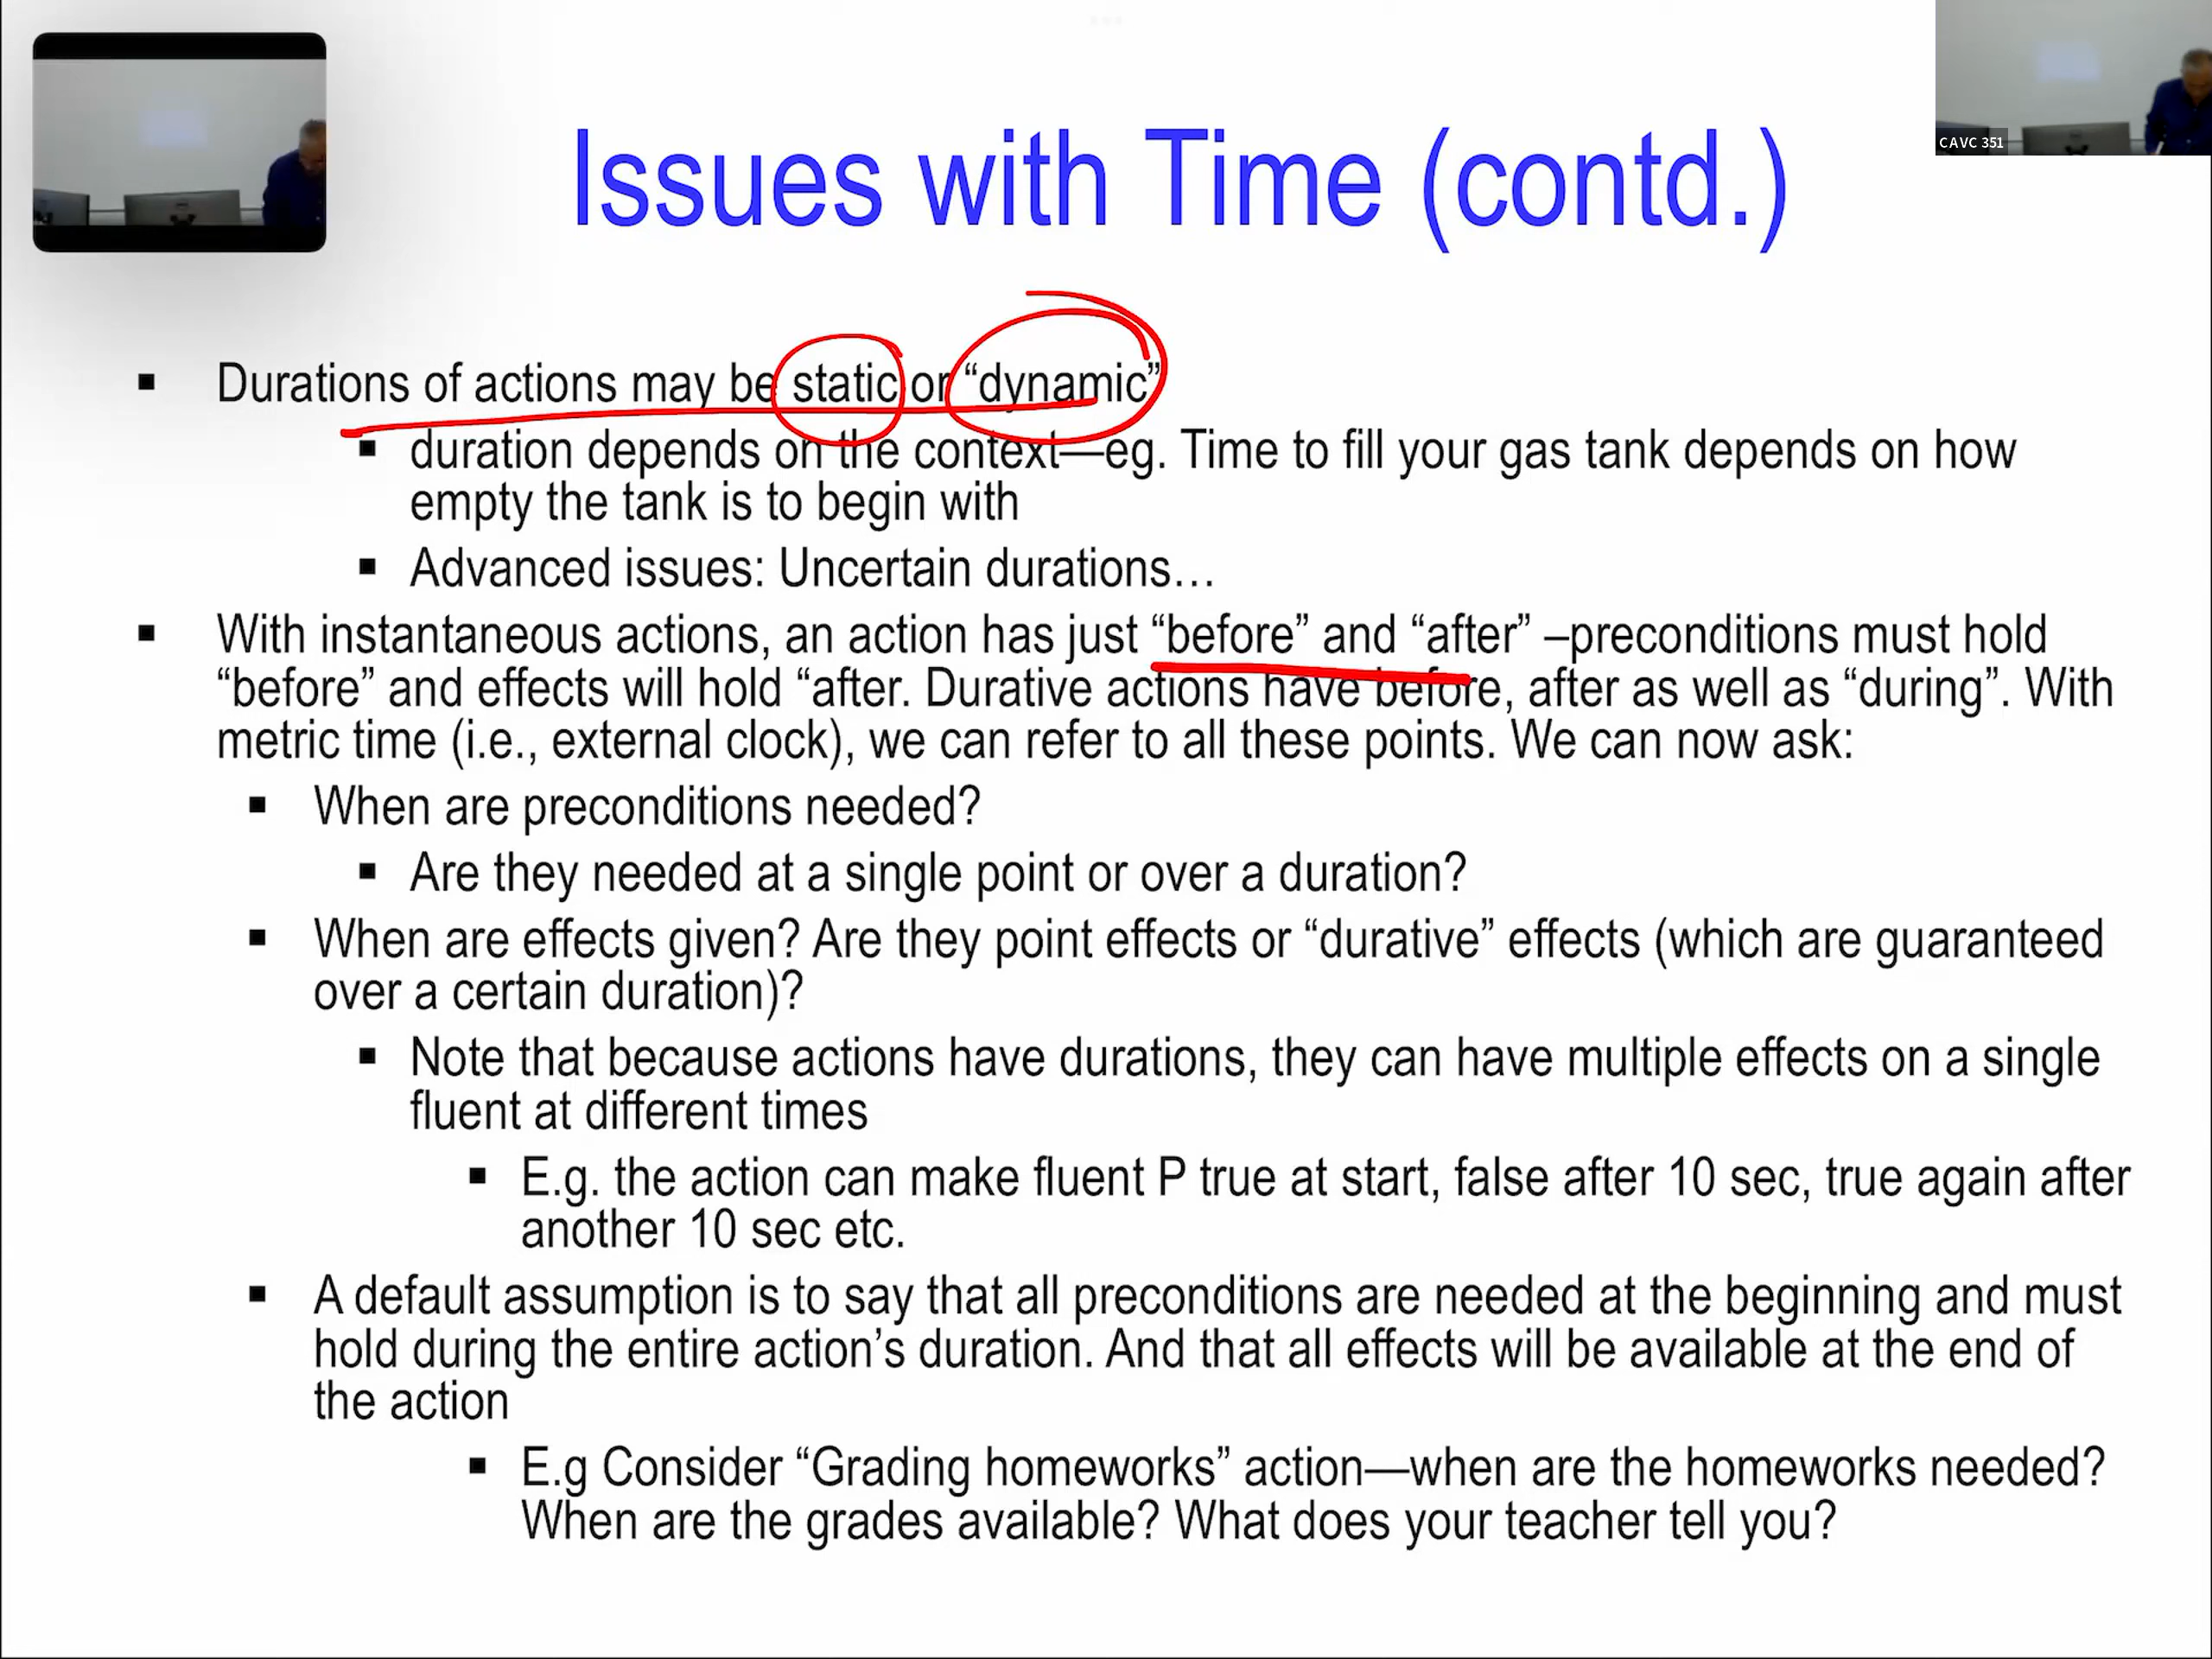 CAVC 351
Issues with Time (contd.)
▪ Durations of actions may be static or “dynamic”
▪ duration depends on the context—eg. Time to fill your gas tank depends on how
empty the tank is to begin with
▪ Advanced issues: Uncertain durations…
▪ With instantaneous actions, an action has just “before” and “after” –preconditions must hold
“before” and effects will hold “after. Durative actions have before, after as well as “during”. With
metric time (i.e., external clock), we can refer to all these points. We can now ask:
▪ When are preconditions needed?
▪ Are they needed at a single point or over a duration?
▪ When are effects given? Are they point effects or “durative” effects (which are guaranteed
over a certain duration)?
▪ Note that because actions have durations, they can have multiple effects on a single
fluent at different times
▪ E.g. the action can make fluent P true at start, false after 10 sec, true again after
another 10 sec etc.
▪ A default assumption is to say that all preconditions are needed at the beginning and must
hold during the entire action’s duration. And that all effects will be available at the end of
the action
▪ E.g Consider “Grading homeworks” action—when are the homeworks needed?
When are the grades available? What does your teacher tell you?